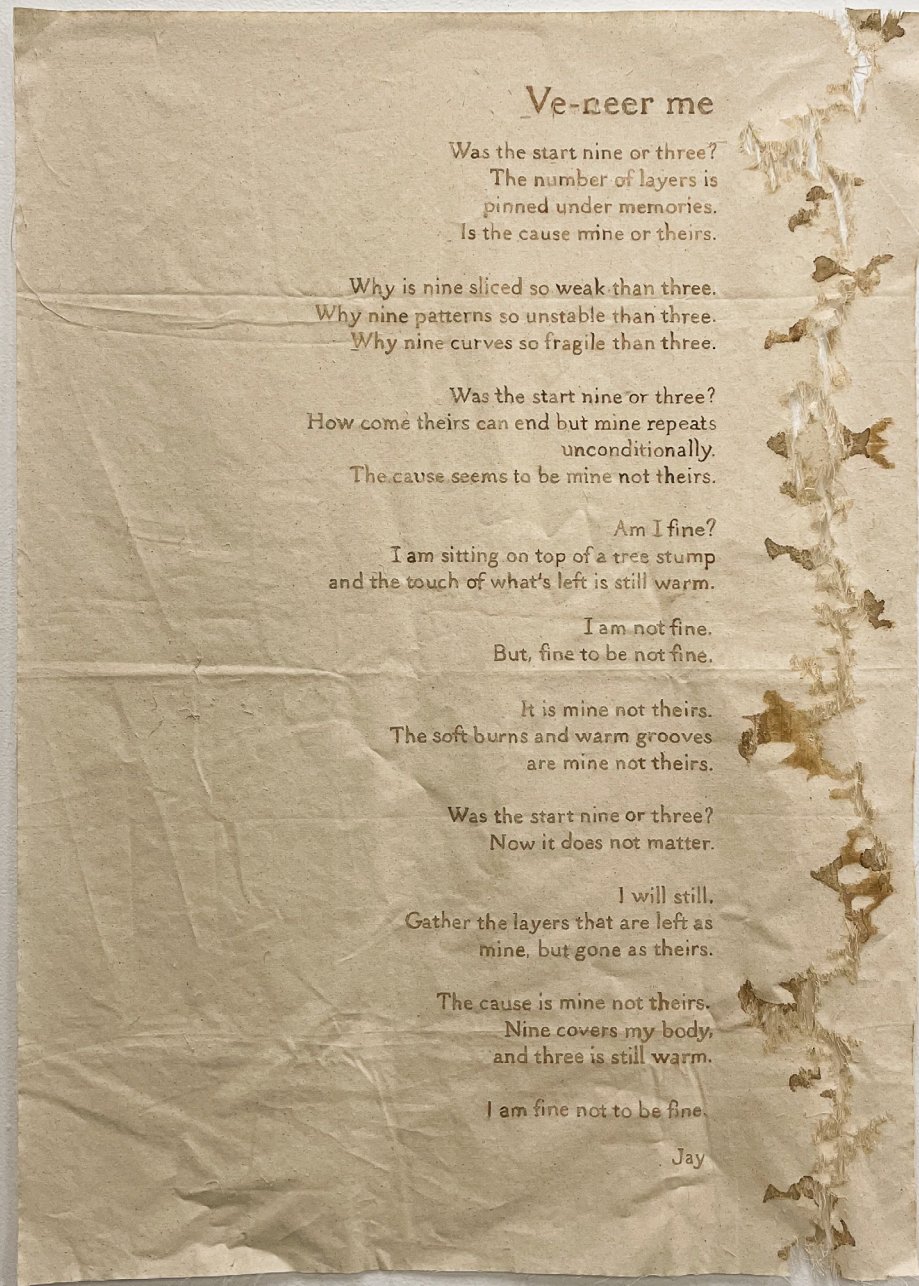 Ve-neer me
Was the start nine or three?
The number of layers is
pinned under memories.
Is the cause mine or theirs.
Why is nine sliced so weak than three.
Why nine patterns so unstable than three.
Why nine curves so fragile than three.
Was the start nine or three?
How come theirs can end but mine repeats
unconditionally.
The cause seems to be mine not theirs.
Am I fine?
I am sitting on top of a tree stump
and the touch of what's left is still warm.
I am not fine.
But, fine to be not fine.
It is mine not theirs.
The soft burns and warm grooves
are mine not theirs.
Was the start nine or three?
Now it does not matter.
I will still.
Gather the layers that are left as
mine, but gone as theirs.
The cause is mine not theirs.
Nine covers my body,
and three is still warm.
I am fine not to be fine.
Jay